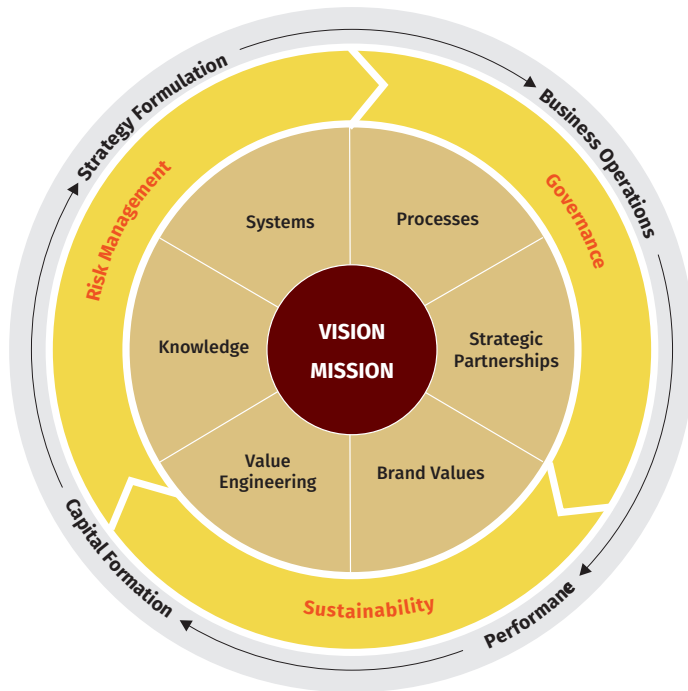 Strategy Formulation
Business Operations
Performane
Capital Formation
Risk Management
Governance
Sustainability
Systems
Processes
Knowledge
Strategic
Partnerships
Value
Engineering
Brand Values
VISION
MISSION